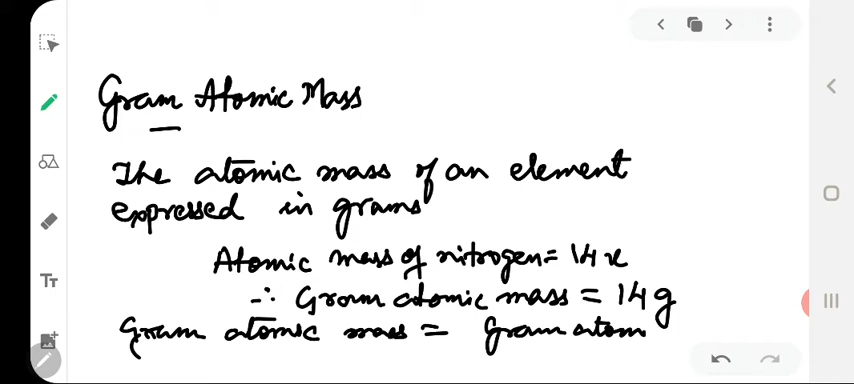 Gram Atomic Mass
The atomic mass of an element
expressed in grams
Atomic mass of nitrogen = 14 u
∴ Gram atomic mass = 14 g
Gram atomic mass = Gram atom
Tт